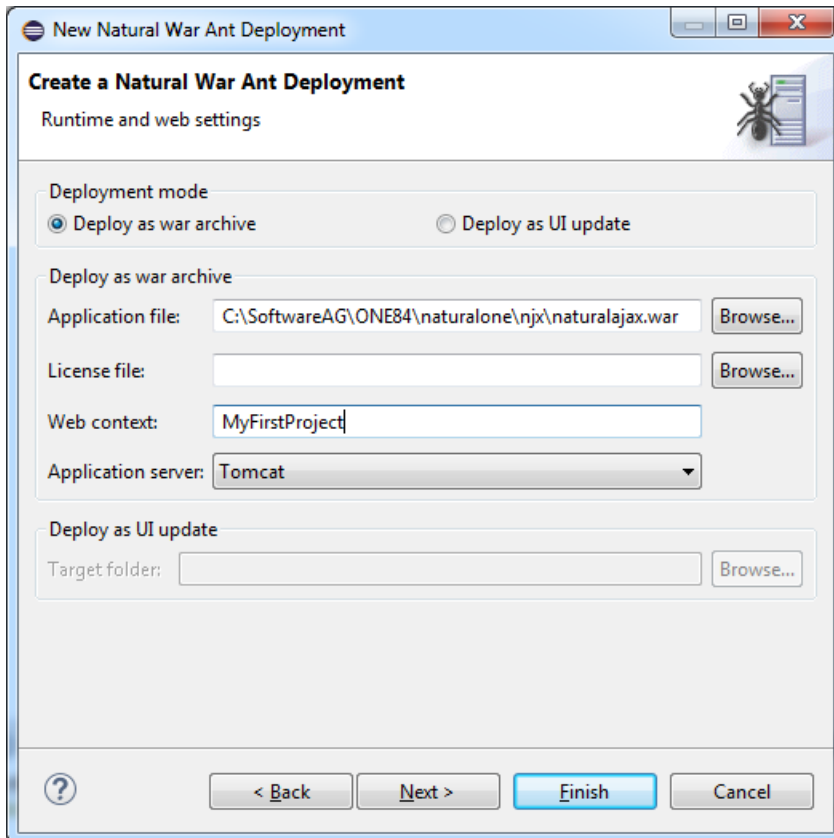 New Natural War Ant Deployment
Create a Natural War Ant Deployment
Runtime and web settings
Deployment mode
Deploy as war archive Deploy as UI update
Deploy as war archive
Application file: C:\SoftwareAG\ONE84\naturalone\njx\naturalajax.war Browse...
License file: Browse...
Web context: MyFirstProject
Application server: Tomcat
Deploy as UI update
Target folder: Browse...
? < Back Next > Finish Cancel